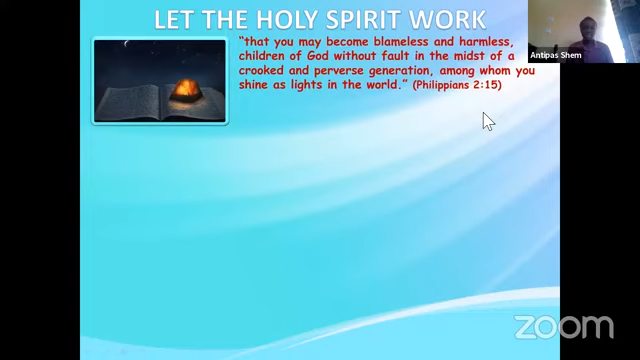 LET THE HOLY SPIRIT WORK
“that you may become blameless and harmless,
children of God without fault in the midst of a
crooked and perverse generation, among whom you
shine as lights in the world.” (Philippians 2:15)
Antipas Shem
zoom